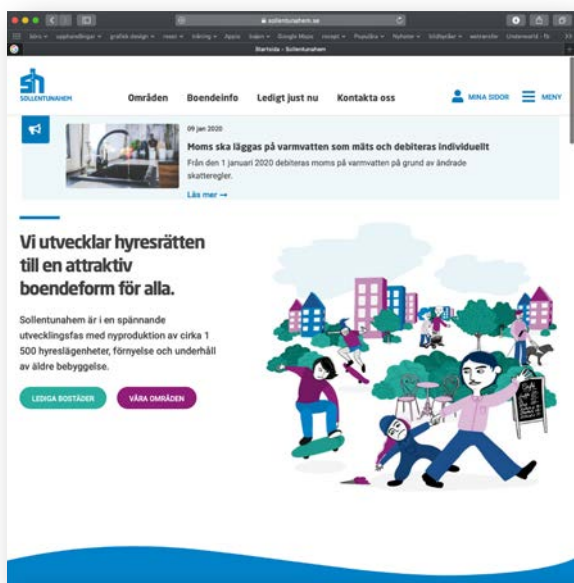 sollentunahem.se
Startsida – Sollentunahem
sh
SOLLENTUNAHEM
Områden Boendeinfo Ledigt just nu Kontakta oss
MINA SIDOR MENY
09 jan 2020
Moms ska läggas på varmvatten som mäts och debiteras individuellt
Från den 1 januari 2020 debiteras moms på varmvatten på grund av ändrade
skatteregler.
Läs mer →
Vi utvecklar hyresrätten
till en attraktiv
boendeform för alla.
Sollentunahem är i en spännande
utvecklingsfas med nyproduktion av cirka 1
500 hyreslägenheter, förnyelse och underhåll
av äldre bebyggelse.
LEDIGA BOSTÄDER VÅRA OMRÅDEN
Café